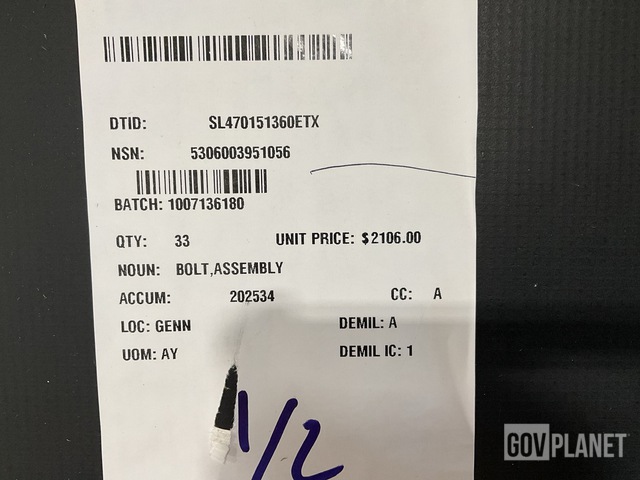 DTID: SL470151360ETX
NSN: 5306003951056
BATCH: 1007136180
QTY: 33 UNIT PRICE: $2106.00
NOUN: BOLT,ASSEMBLY
ACCUM: 202534 CC: A
LOC: GENN DEMIL: A
UOM: AY DEMIL IC: 1
1/2
GOVPLANET